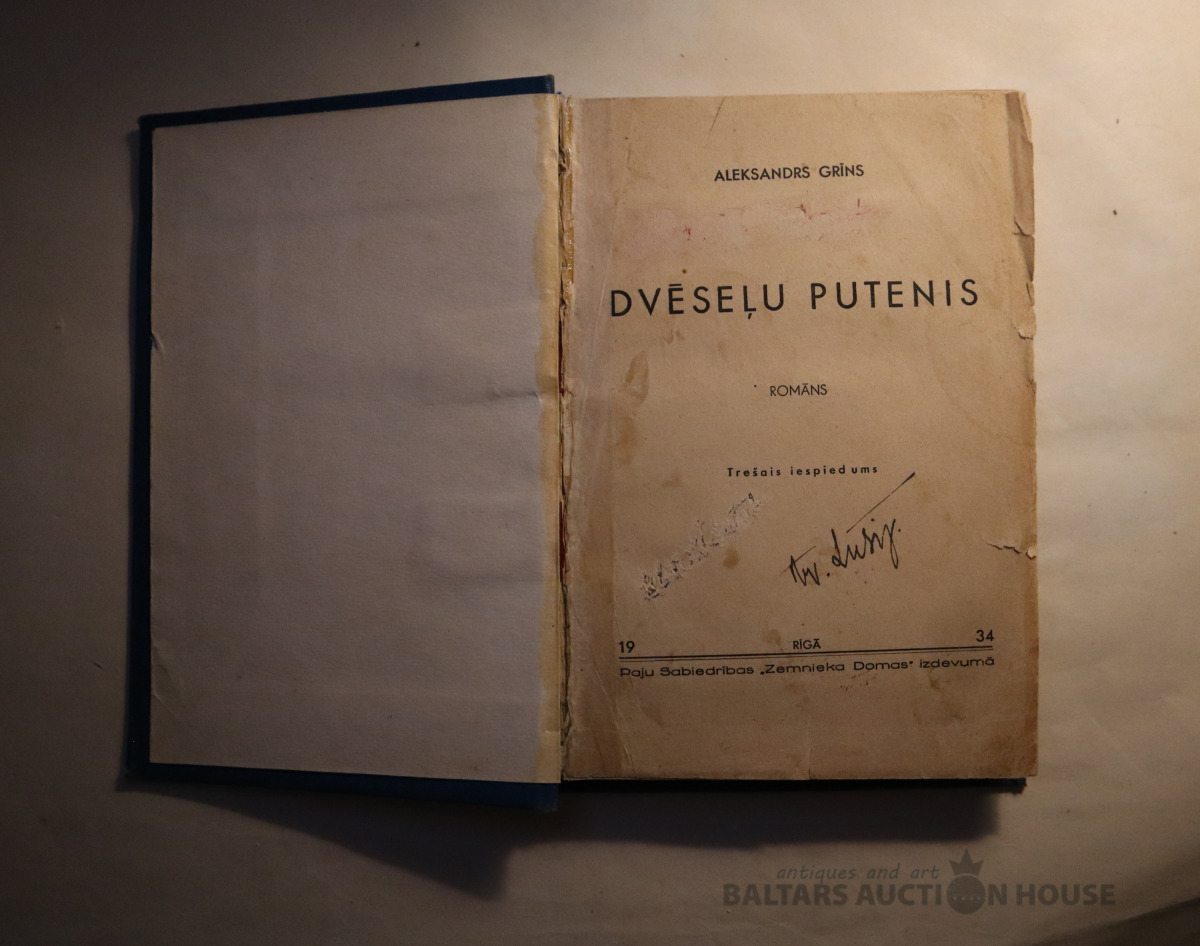 ALEKSANDRS GRĪNS
DVĒSEĻU PUTENIS
ROMĀNS
Trešais iespiedums
19 RĪGĀ 34
Paju Sabiedrības „Zemnieka Domas" izdevumā
antiques and art
BALTARS AUCTION HOUSE